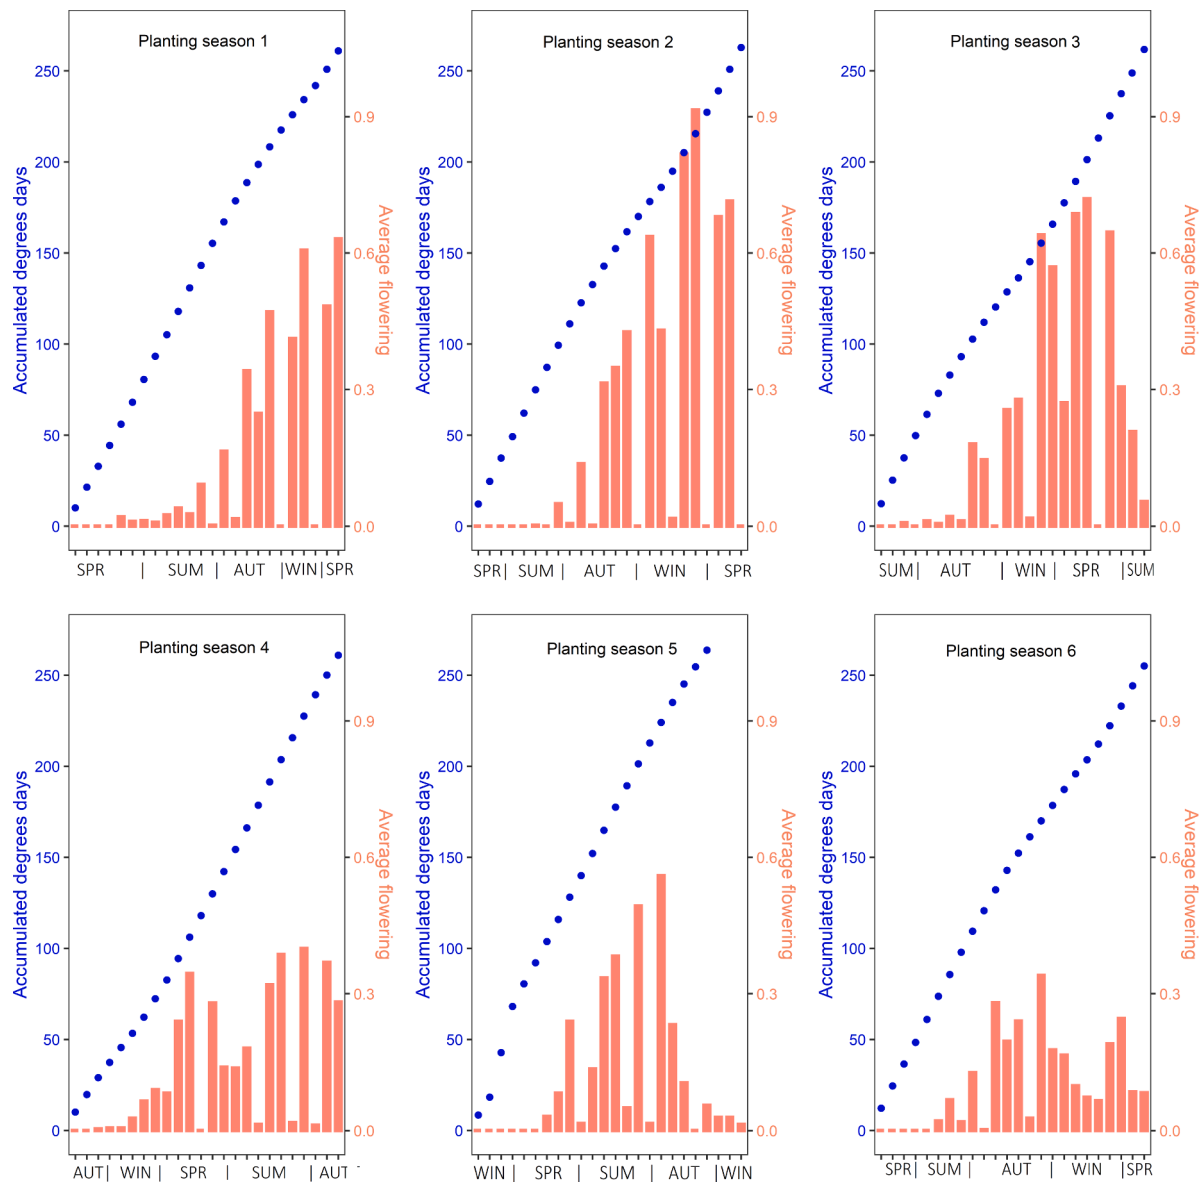 Planting season 1
Accumulated degrees days
250
200
150
100
50
0
0.9
0.6
0.3
0.0
Average flowering
SPR | SUM | AUT |WIN |SPR
Planting season 2
Accumulated degrees days
250
200
150
100
50
0
0.9
0.6
0.3
0.0
Average flowering
SPR | SUM | AUT | WIN | SPR
Planting season 3
Accumulated degrees days
250
200
150
100
50
0
0.9
0.6
0.3
0.0
Average flowering
SUM | AUT | WIN | SPR |SUM
Planting season 4
Accumulated degrees days
250
200
150
100
50
0
0.9
0.6
0.3
0.0
Average flowering
AUT | WIN | SPR | SUM | AUT
Planting season 5
Accumulated degrees days
250
200
150
100
50
0
0.9
0.6
0.3
0.0
Average flowering
WIN | SPR | SUM | AUT |WIN
Planting season 6
Accumulated degrees days
250
200
150
100
50
0
0.9
0.6
0.3
0.0
Average flowering
SPR | SUM | AUT | WIN |SPR